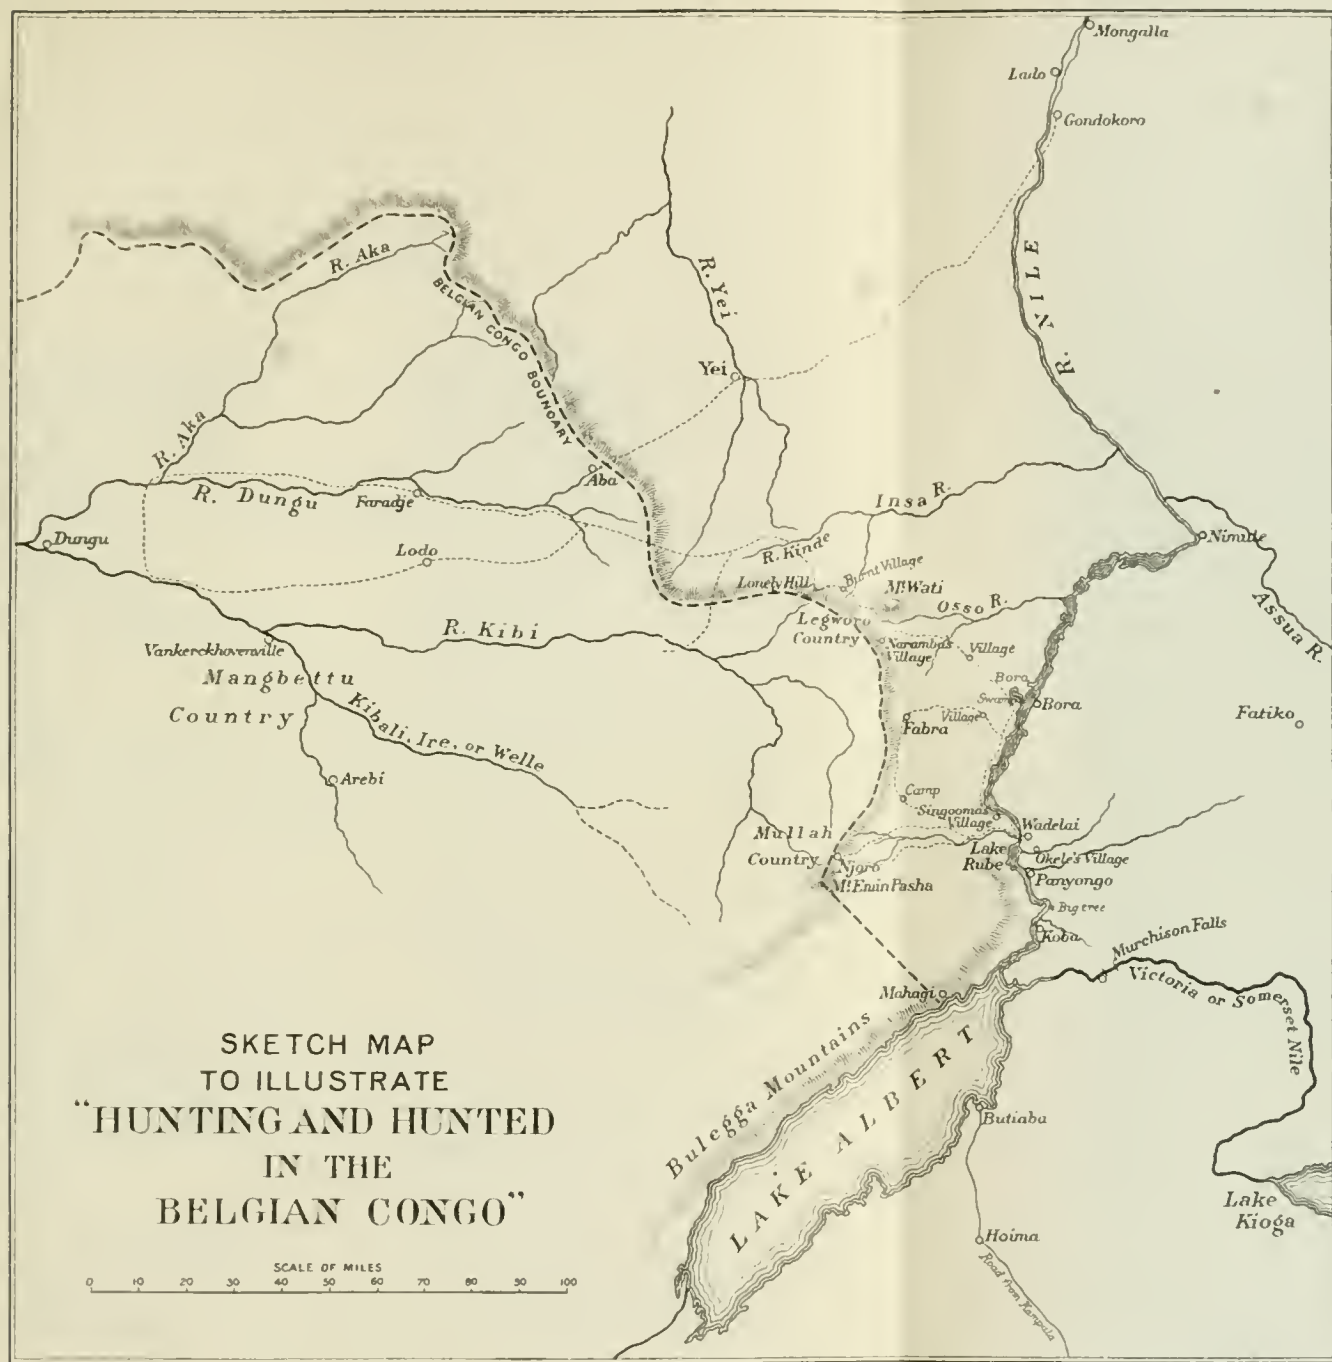 Mongalla
Lado
Gondokoro
R. NILE
R. Aka
BELGIAN CONGO BOUNDARY
R. Yei
Yei
R. Aka
Aba
R. Dungu
Faradje
Insa R.
Dungu
Lodo
R. Kinde
Nimule
Lonely Hill
Burnt Village
Mt. Wati
Osso R.
Assua R.
Legworo
Country
R. Kibi
Vankerckhovenville
Naramba's
Village
Village
Mangbettu
Country
Bora
Swamp
Bora
Village
Fabra
Fatiko
Kibali, Ire, or Welle
Arebi
Camp
Singooma's
Village
Wadelai
Mullah
Country
Lake
Rube
Okele's Village
Njoro
Panyongo
Mt. Emin Pasha
Big tree
Koba
Murchison Falls
Victoria or Somerset Nile
Mahagi
Bulegga Mountains
LAKE ALBERT
Butiaba
Lake
Kioga
Hoima
Road from Kampala
SKETCH MAP
TO ILLUSTRATE
"HUNTING AND HUNTED
IN THE
BELGIAN CONGO"
SCALE OF MILES
0 10 20 30 40 50 60 70 80 90 100